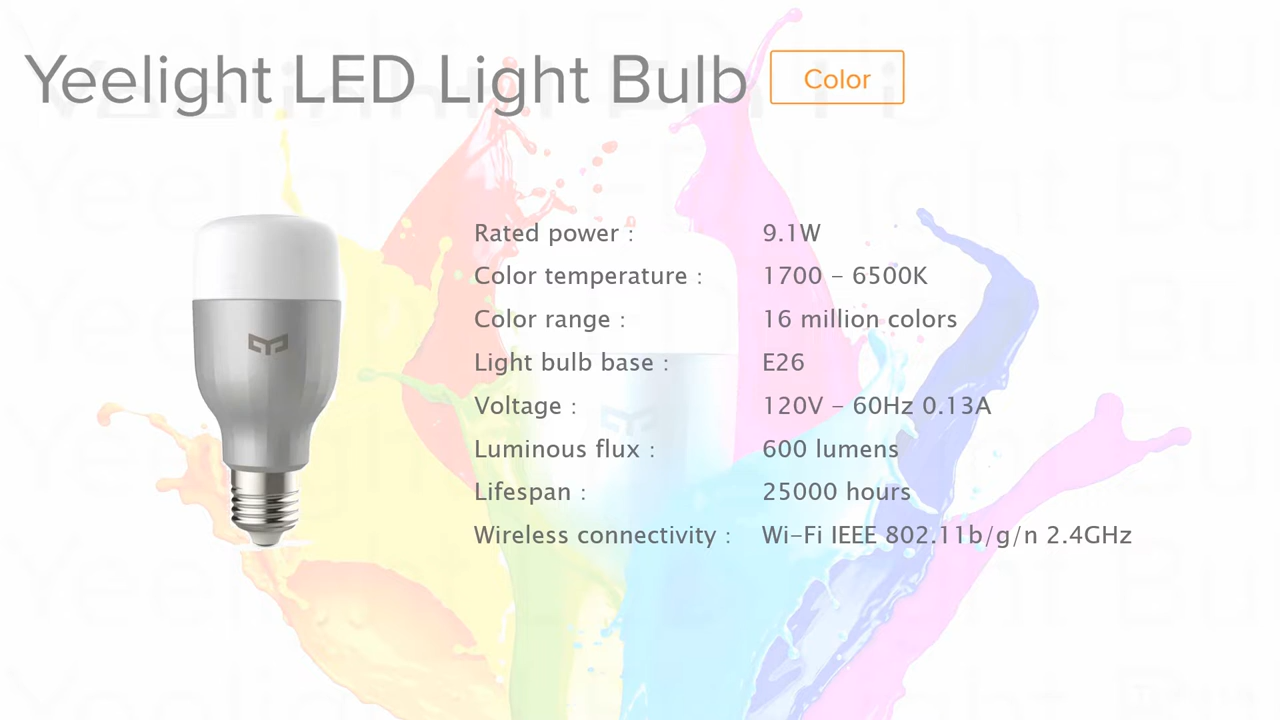 Yeelight LED Light Bulb Color
Rated power : 9.1W
Color temperature : 1700 – 6500K
Color range : 16 million colors
Light bulb base : E26
Voltage : 120V – 60Hz 0.13A
Luminous flux : 600 lumens
Lifespan : 25000 hours
Wireless connectivity : Wi-Fi IEEE 802.11b/g/n 2.4GHz